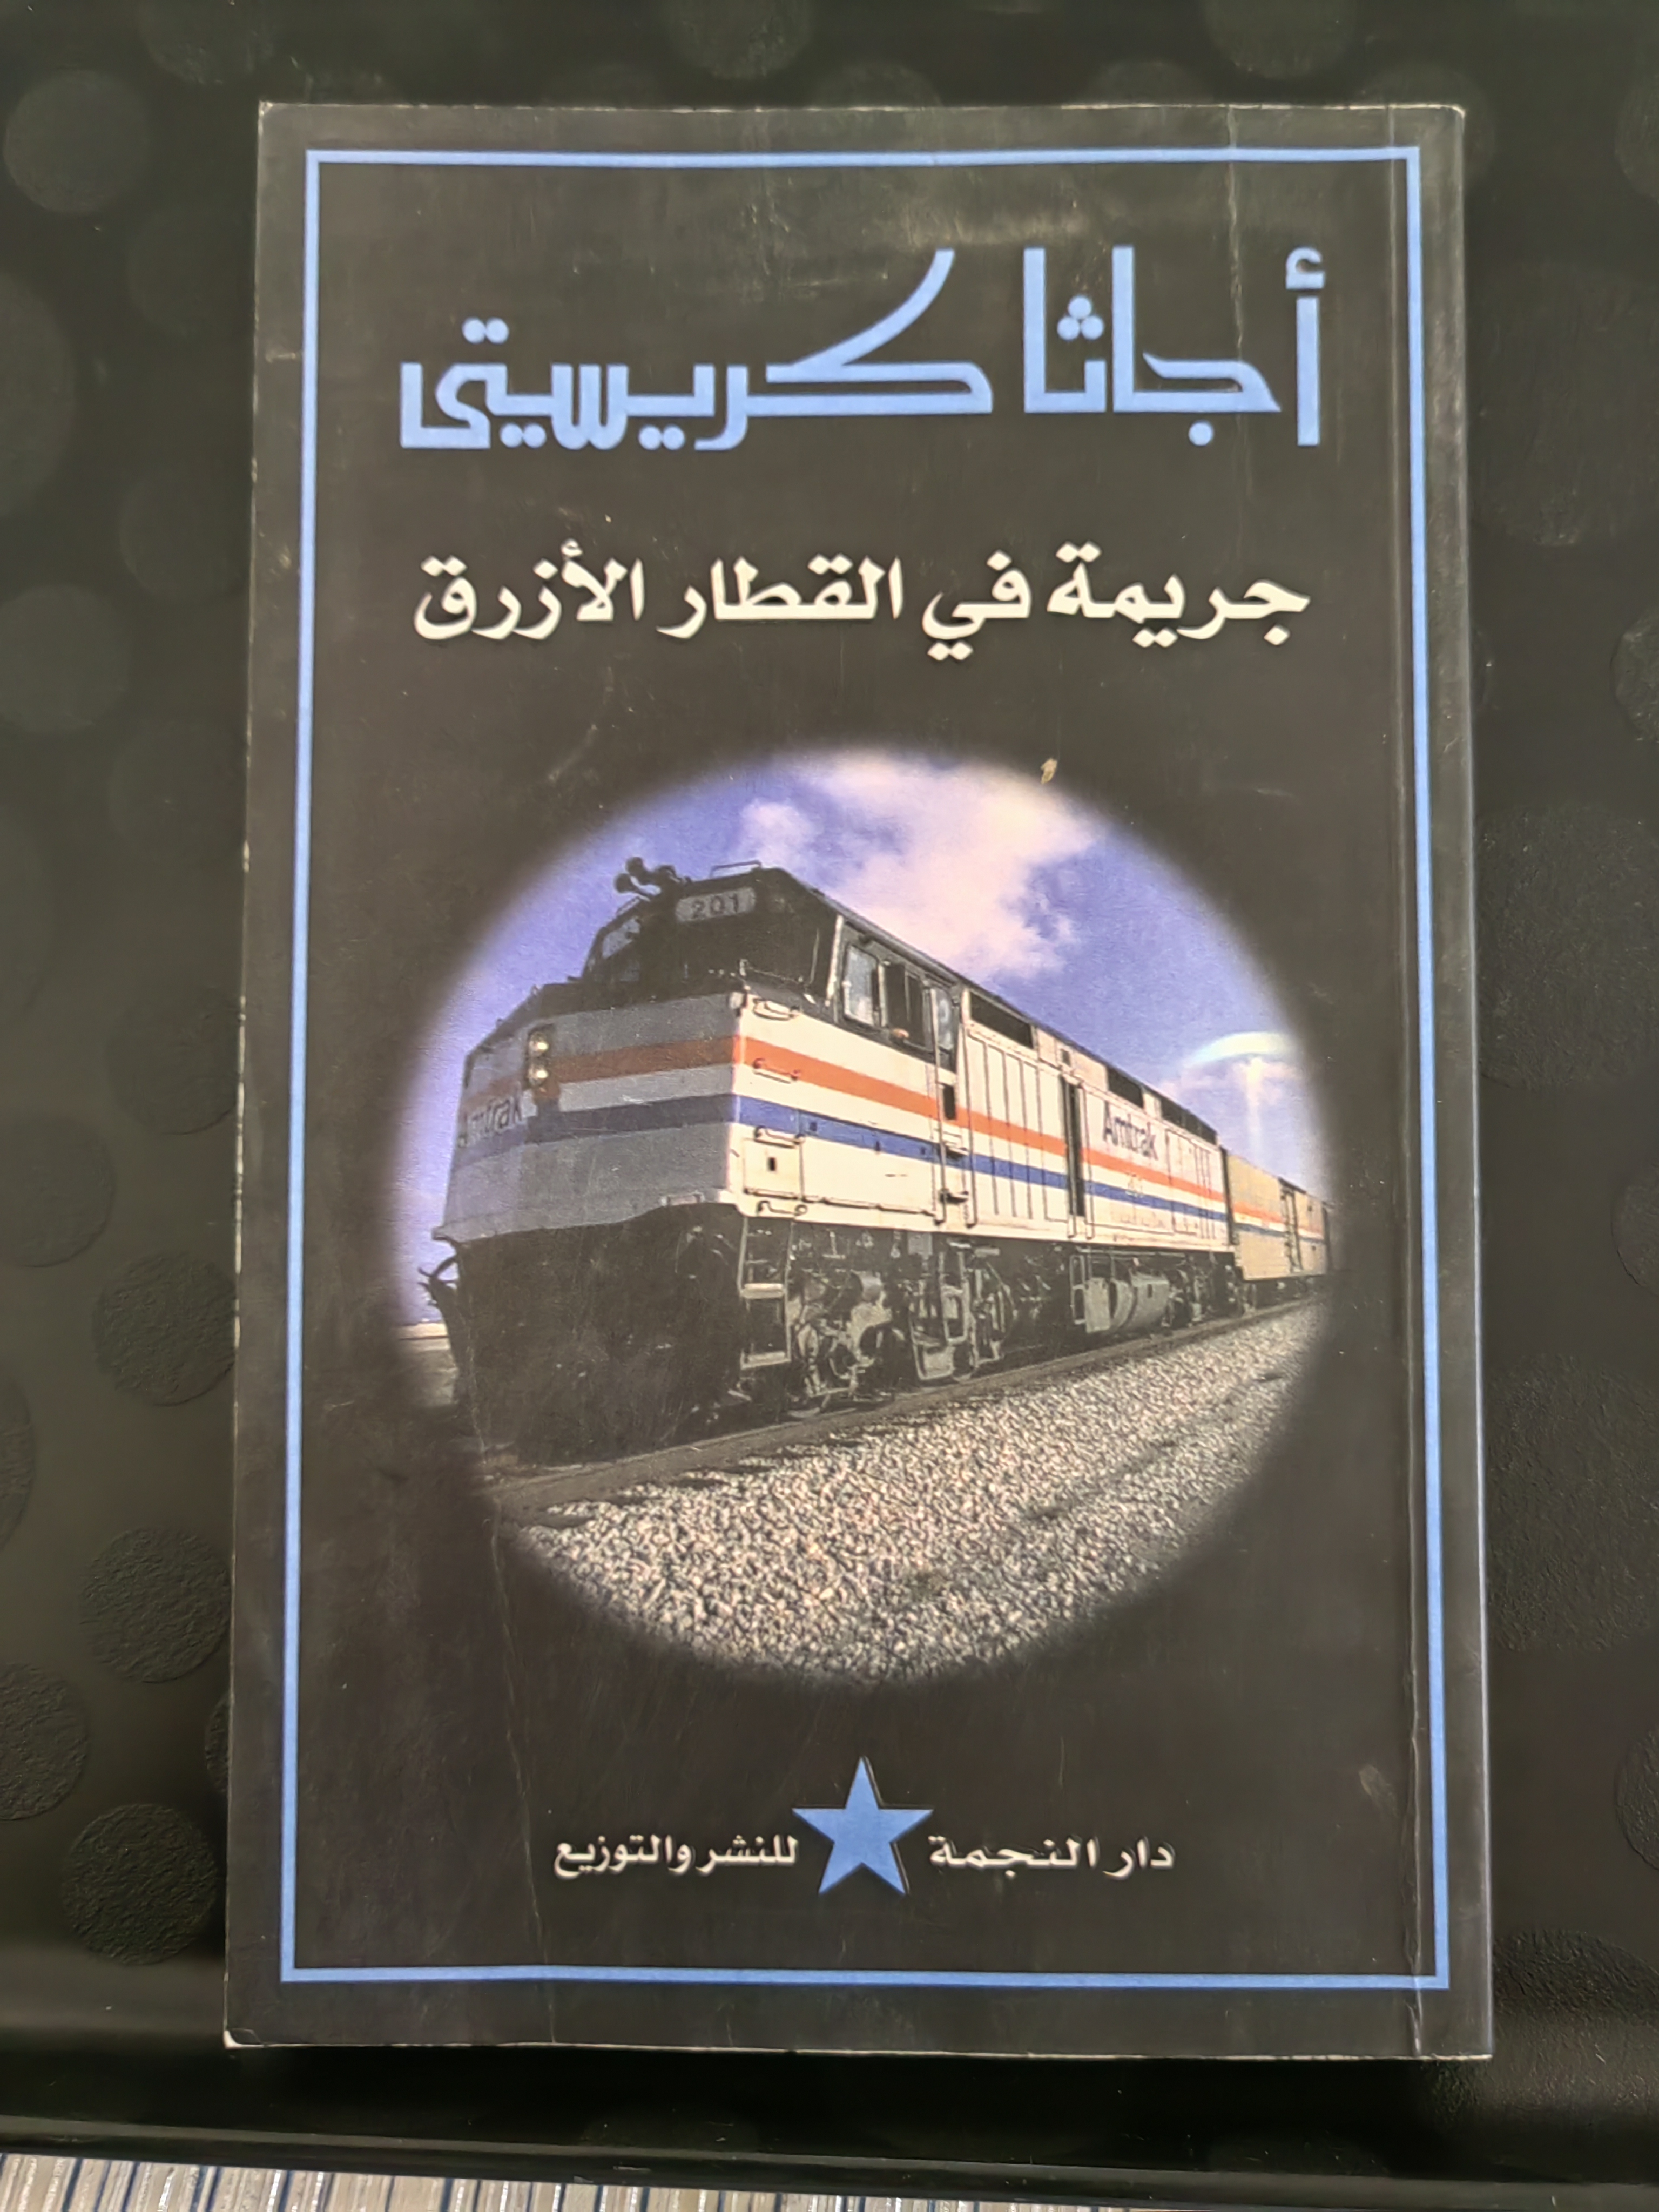 أجاثا كريستي
جريمة في القطار الأزرق
201
Amtrak
Amtrak
دار النجمة للنشر والتوزيع